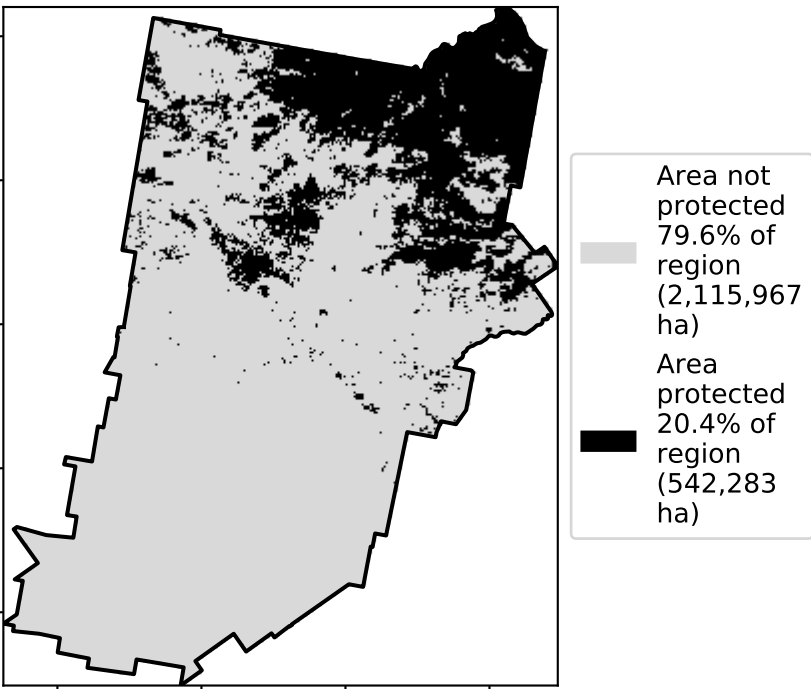 Area not
protected
79.6% of
region
(2,115,967
ha)
Area
protected
20.4% of
region
(542,283
ha)